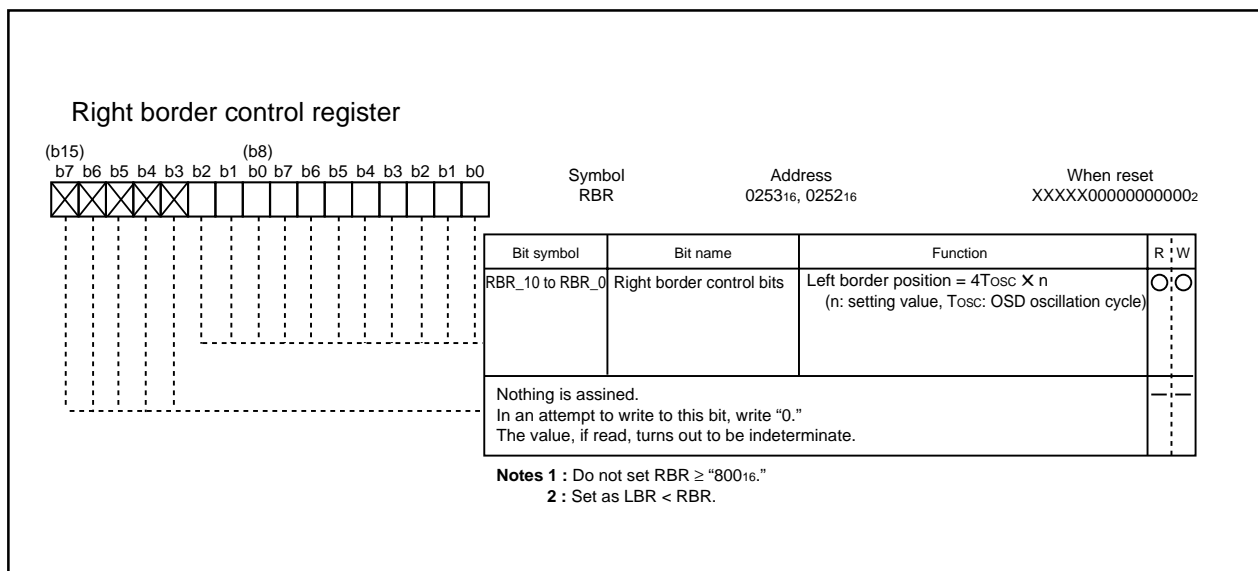 Right border control register
(b15) (b8)
b7 b6 b5 b4 b3 b2 b1 b0 b7 b6 b5 b4 b3 b2 b1 b0
Symbol Address When reset
RBR 025316, 025216 XXXXX000000000002
Bit symbol Bit name Function R W
RBR_10 to RBR_0 Right border control bits Left border position = 4TOSC X n
(n: setting value, TOSC: OSD oscillation cycle)
Nothing is assined.
In an attempt to write to this bit, write “0.”
The value, if read, turns out to be indeterminate.
Notes 1 : Do not set RBR ≥ “80016.”
2 : Set as LBR < RBR.